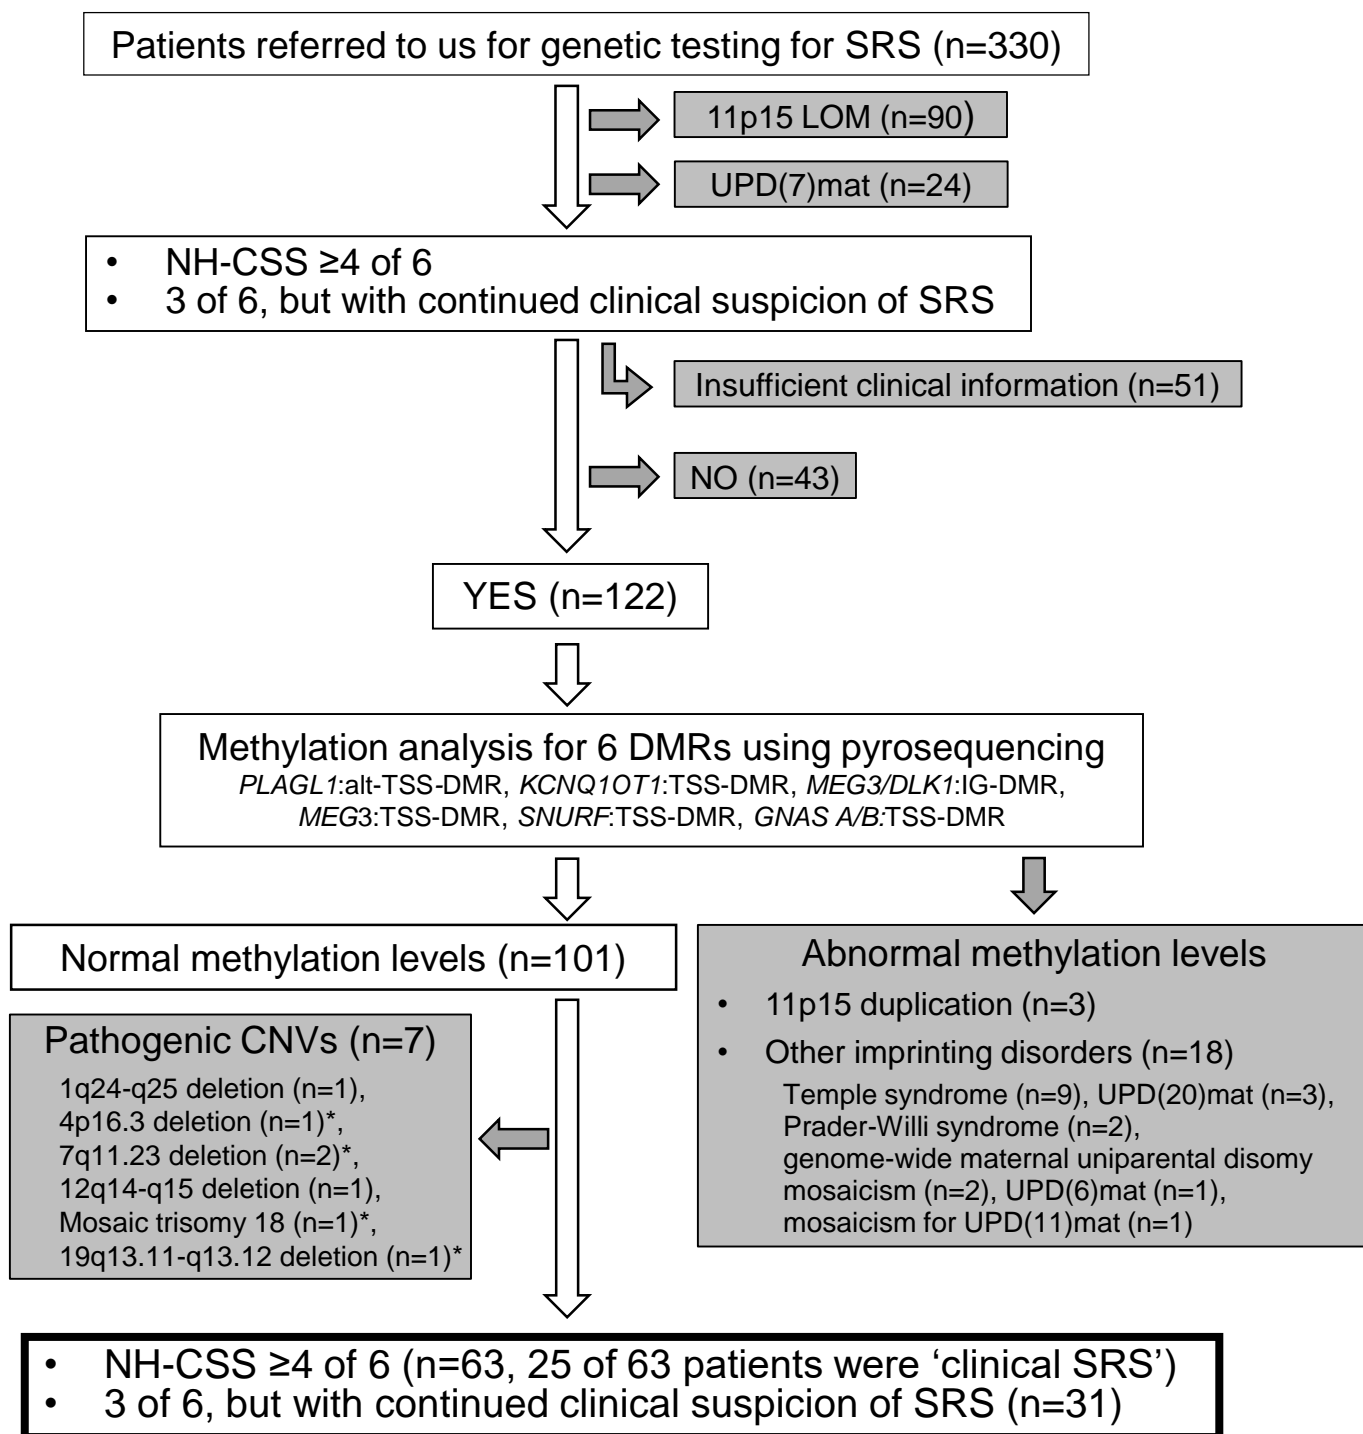 Patients referred to us for genetic testing for SRS (n=330)
11p15 LOM (n=90)
UPD(7)mat (n=24)
• NH-CSS ≥4 of 6
• 3 of 6, but with continued clinical suspicion of SRS
Insufficient clinical information (n=51)
NO (n=43)
YES (n=122)
Methylation analysis for 6 DMRs using pyrosequencing
PLAGL1:alt-TSS-DMR, KCNQ1OT1:TSS-DMR, MEG3/DLK1:IG-DMR,
MEG3:TSS-DMR, SNURF:TSS-DMR, GNAS A/B:TSS-DMR
Normal methylation levels (n=101)
Abnormal methylation levels
• 11p15 duplication (n=3)
• Other imprinting disorders (n=18)
Temple syndrome (n=9), UPD(20)mat (n=3),
Prader-Willi syndrome (n=2),
genome-wide maternal uniparental disomy
mosaicism (n=2), UPD(6)mat (n=1),
mosaicism for UPD(11)mat (n=1)
Pathogenic CNVs (n=7)
1q24-q25 deletion (n=1),
4p16.3 deletion (n=1)*,
7q11.23 deletion (n=2)*,
12q14-q15 deletion (n=1),
Mosaic trisomy 18 (n=1)*,
19q13.11-q13.12 deletion (n=1)*
• NH-CSS ≥4 of 6 (n=63, 25 of 63 patients were ‘clinical SRS’)
• 3 of 6, but with continued clinical suspicion of SRS (n=31)